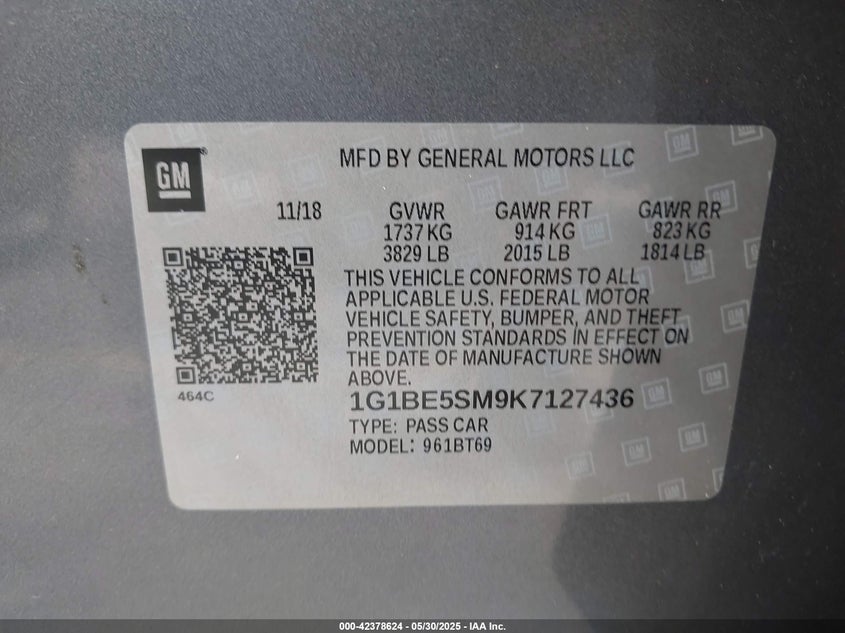 GM
MFD BY GENERAL MOTORS LLC
11/18 GVWR GAWR FRT GAWR RR
1737 KG 914 KG 823 KG
3829 LB 2015 LB 1814 LB
THIS VEHICLE CONFORMS TO ALL
APPLICABLE U.S. FEDERAL MOTOR
VEHICLE SAFETY, BUMPER, AND THEFT
PREVENTION STANDARDS IN EFFECT ON
THE DATE OF MANUFACTURE SHOWN
ABOVE.
464C
1G1BE5SM9K7127436
TYPE: PASS CAR
MODEL: 961BT69
000-42378624 - 05/30/2025 - IAA Inc.